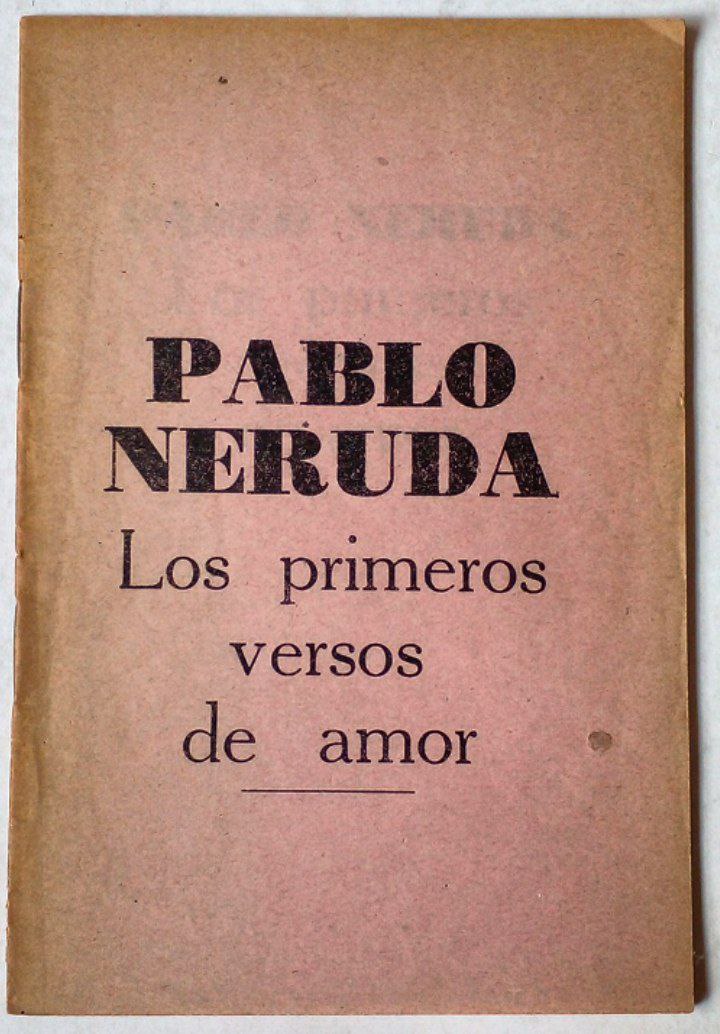 PABLO
NERUDA
Los primeros
versos
de amor